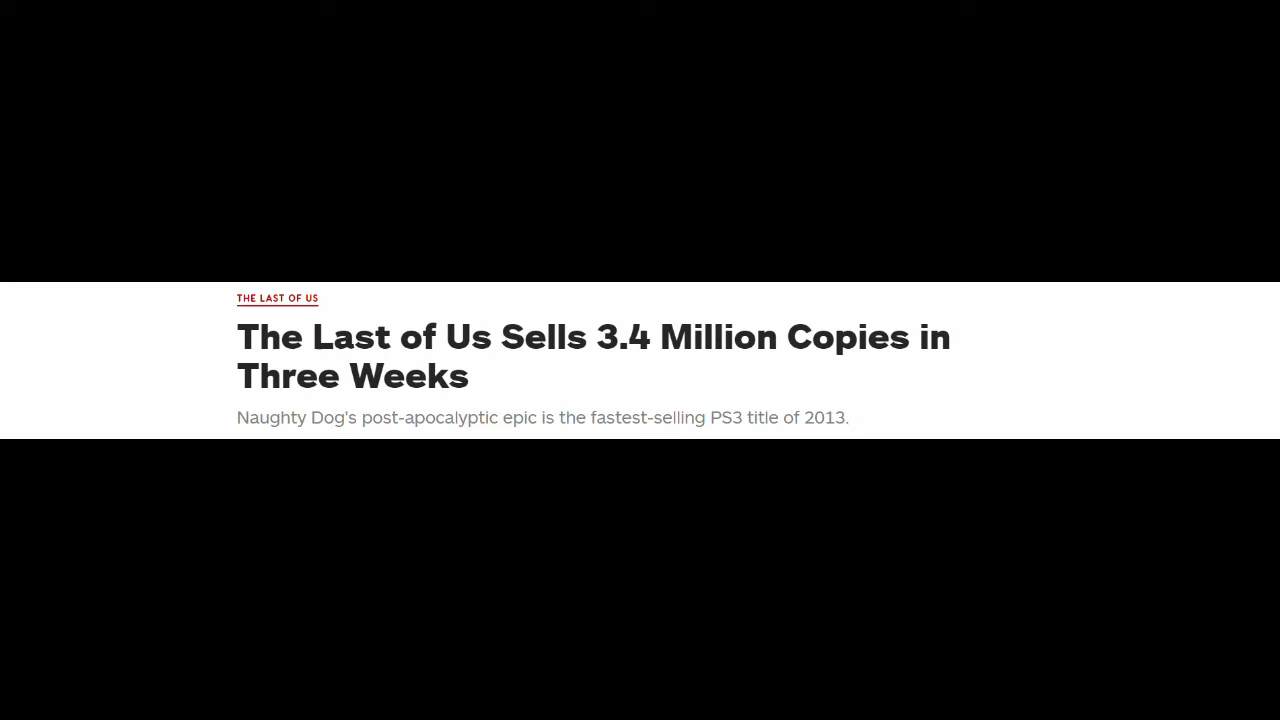 THE LAST OF US
The Last of Us Sells 3.4 Million Copies in
Three Weeks
Naughty Dog's post-apocalyptic epic is the fastest-selling PS3 title of 2013.